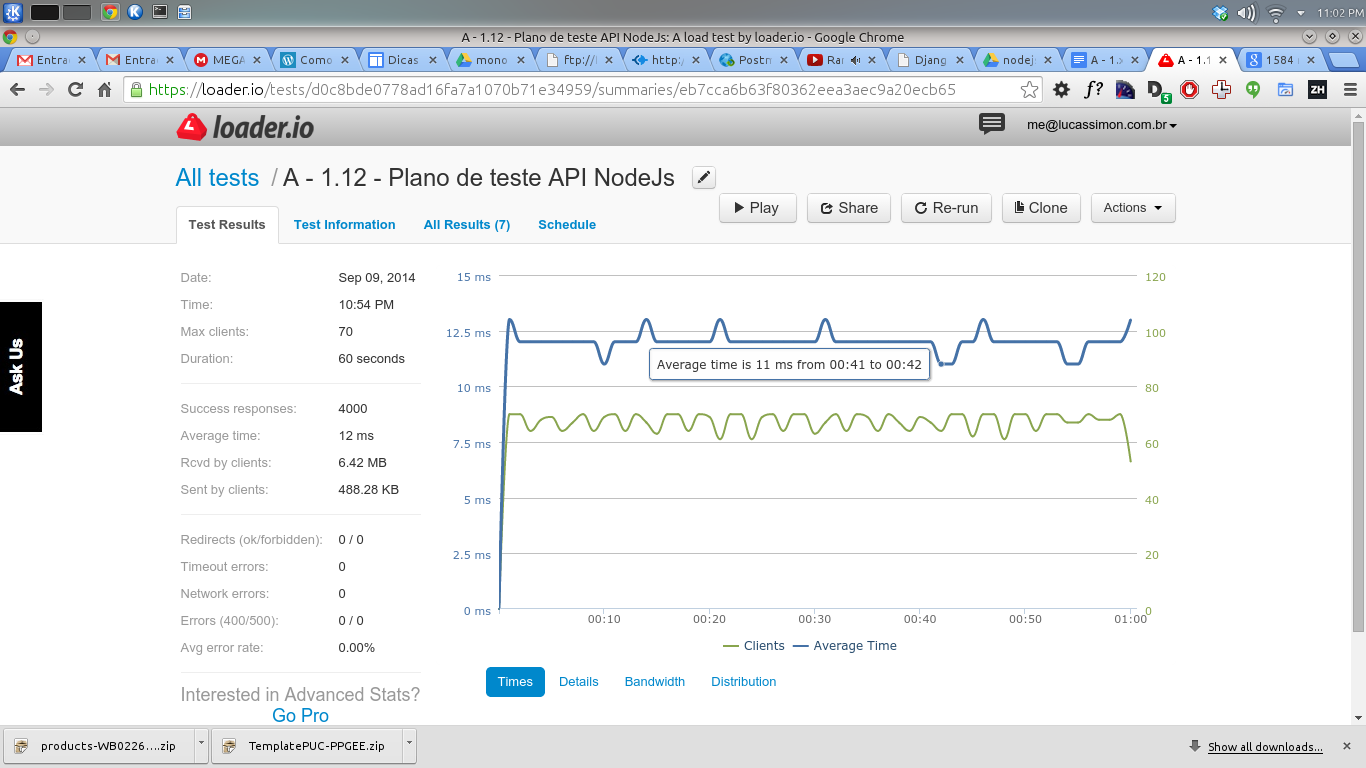 11:02 PM
A - 1.12 - Plano de teste API NodeJs: A load test by loader.io - Google Chrome
Entra
Entra
MEGA
Como
Dicas
mono
ftp://l
http:/
Postm
Ra
Djang
nodej
A - 1.
A - 1.1
1584
https://loader.io/tests/d0c8bde0778ad16fa7a1070b71e34959/summaries/eb7cca6b63f80362eea3aec9a20ecb65
f?
5
ZH
loader.io
me@lucassimon.com.br
All tests / A - 1.12 - Plano de teste API NodeJs
Play
Share
Re-run
Clone
Actions
Test Results
Test Information
All Results (7)
Schedule
Ask Us
Date: Sep 09, 2014
Time: 10:54 PM
Max clients: 70
Duration: 60 seconds
Success responses: 4000
Average time: 12 ms
Rcvd by clients: 6.42 MB
Sent by clients: 488.28 KB
Redirects (ok/forbidden): 0 / 0
Timeout errors: 0
Network errors: 0
Errors (400/500): 0 / 0
Avg error rate: 0.00%
Interested in Advanced Stats?
Go Pro
15 ms
12.5 ms
10 ms
7.5 ms
5 ms
2.5 ms
0 ms
120
100
80
60
40
20
0
Average time is 11 ms from 00:41 to 00:42
00:10
00:20
00:30
00:40
00:50
01:00
Clients
Average Time
Times
Details
Bandwidth
Distribution
products-WB0226....zip
TemplatePUC-PPGEE.zip
Show all downloads...